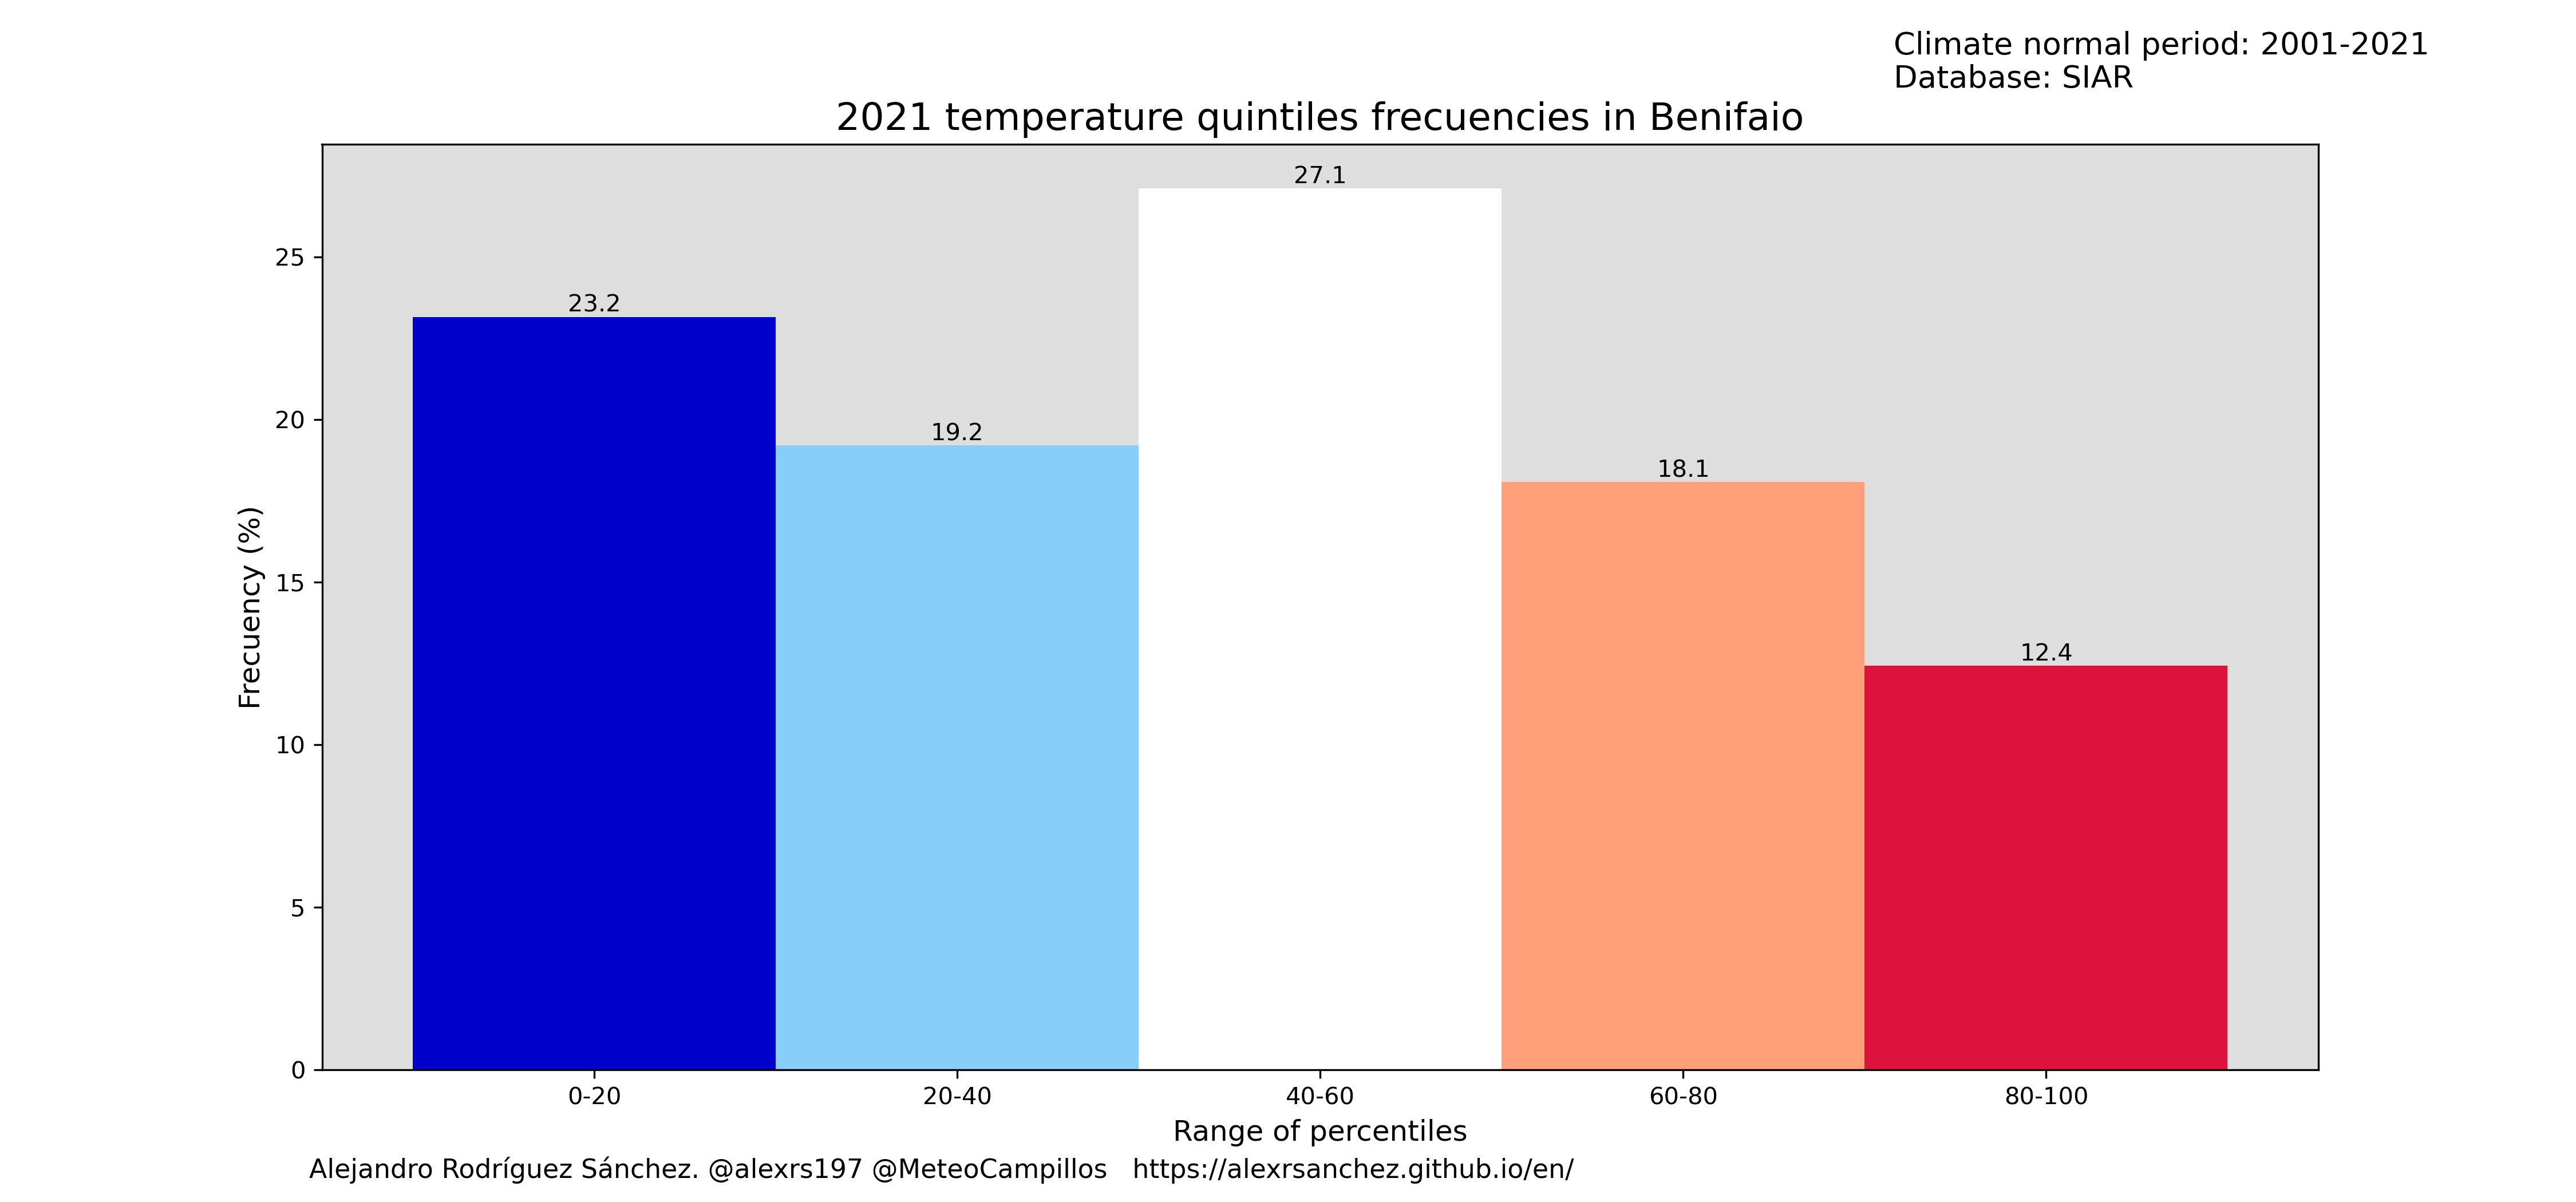 Climate normal period: 2001-2021
Database: SIAR
2021 temperature quintiles frecuencies in Benifaio
27.1
25
23.2
20
19.2
18.1
Frecuency (%)
15
12.4
10
5
0
0-20 20-40 40-60 60-80 80-100
Range of percentiles
Alejandro Rodríguez Sánchez. @alexrs197 @MeteoCampillos https://alexrsanchez.github.io/en/